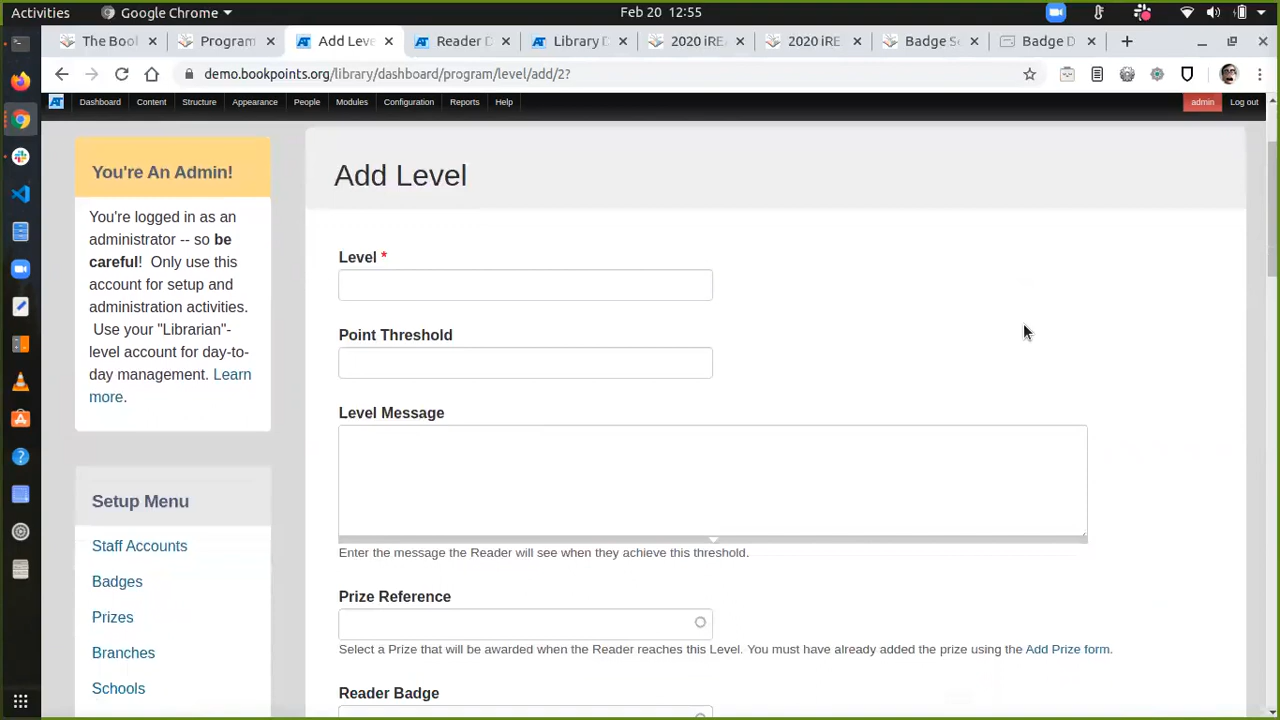 Activities
Google Chrome
Feb 20 12:55
The Bool
Program
Add Leve
Reader D
Library D
2020 iRE
2020 iRE
Badge Se
Badge D
demo.bookpoints.org/library/dashboard/program/level/add/2?
Dashboard Content Structure Appearance People Modules Configuration Reports Help
admin Log out
You're An Admin!
You're logged in as an
administrator -- so be
careful! Only use this
account for setup and
administration activities.
Use your "Librarian"-
level account for day-to-
day management. Learn
more.
Setup Menu
Staff Accounts
Badges
Prizes
Branches
Schools
Add Level
Level *
Point Threshold
Level Message
Enter the message the Reader will see when they achieve this threshold.
Prize Reference
Select a Prize that will be awarded when the Reader reaches this Level. You must have already added the prize using the Add Prize form.
Reader Badge